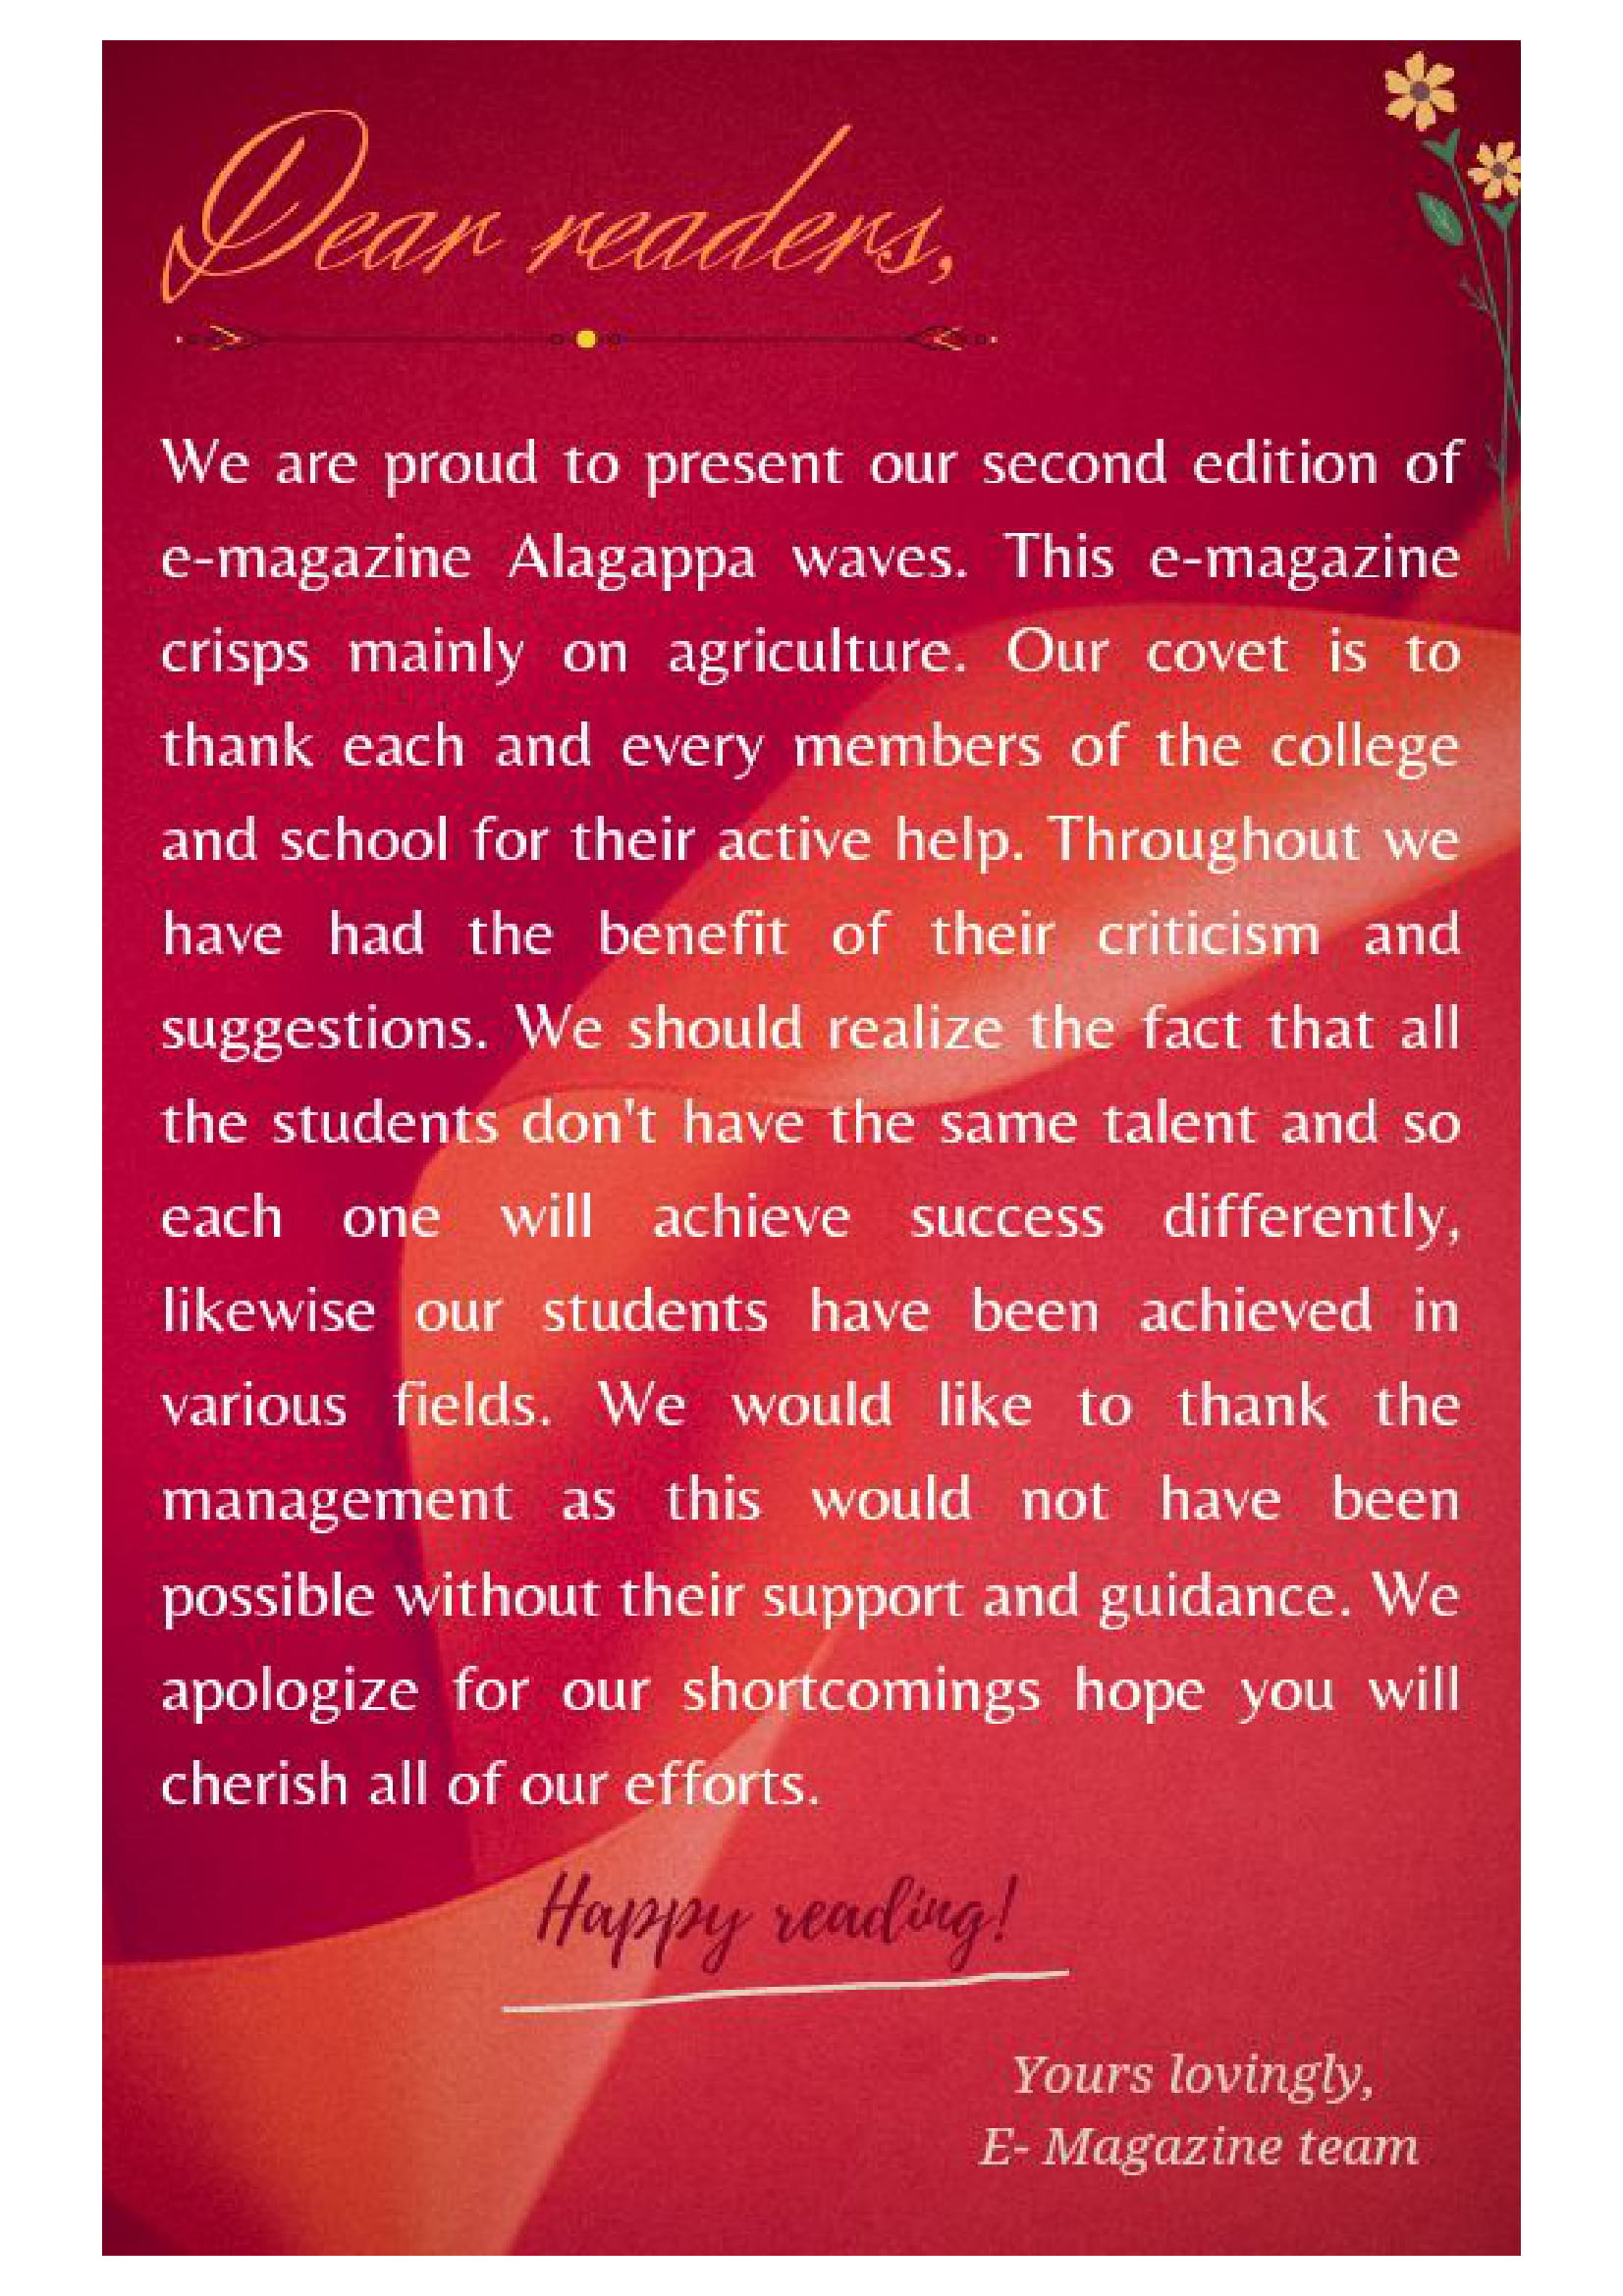 Dear readers,
We are proud to present our second edition of
e-magazine Alagappa waves. This e-magazine
crisps mainly on agriculture. Our covet is to
thank each and every members of the college
and school for their active help. Throughout we
have had the benefit of their criticism and
suggestions. We should realize the fact that all
the students don't have the same talent and so
each one will achieve success differently,
likewise our students have been achieved in
various fields. We would like to thank the
management as this would not have been
possible without their support and guidance. We
apologize for our shortcomings hope you will
cherish all of our efforts.
Happy reading!
Yours lovingly,
E- Magazine team